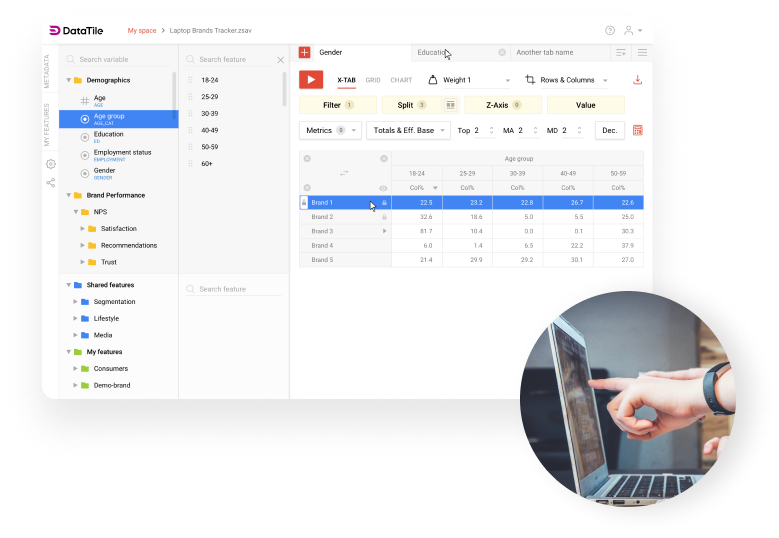 DataTile
My space > Laptop Brands Tracker.zsav
METADATA
MY FEATURES
Search variable
Demographics
Age
AGE
Age group
AGE_CAT
Education
ED
Employment status
EMPLOYMENT
Gender
GENDER
Brand Performance
NPS
Satisfaction
Recommendations
Trust
Shared features
Segmentation
Lifestyle
Media
My features
Consumers
Demo-brand
Search feature
18-24
25-29
30-39
40-49
50-59
60+
Search feature
Gender Education Another tab name
X-TAB GRID CHART Weight 1 Rows & Columns
Filter 1 Split 3 Z-Axis 0 Value
Metrics 0 Totals & Eff. Base Top 2 MA 2 MD 2 Dec.
Age group
18-24 25-29 30-39 40-49 50-59
Col% Col% Col% Col% Col%
Brand 1 22.5 23.2 22.8 26.7 22.6
Brand 2 32.6 18.6 5.0 5.5 25.0
Brand 3 81.7 10.4 0.0 0.1 30.3
Brand 4 6.0 1.4 6.5 22.2 37.9
Brand 5 21.4 29.9 29.2 30.1 27.0